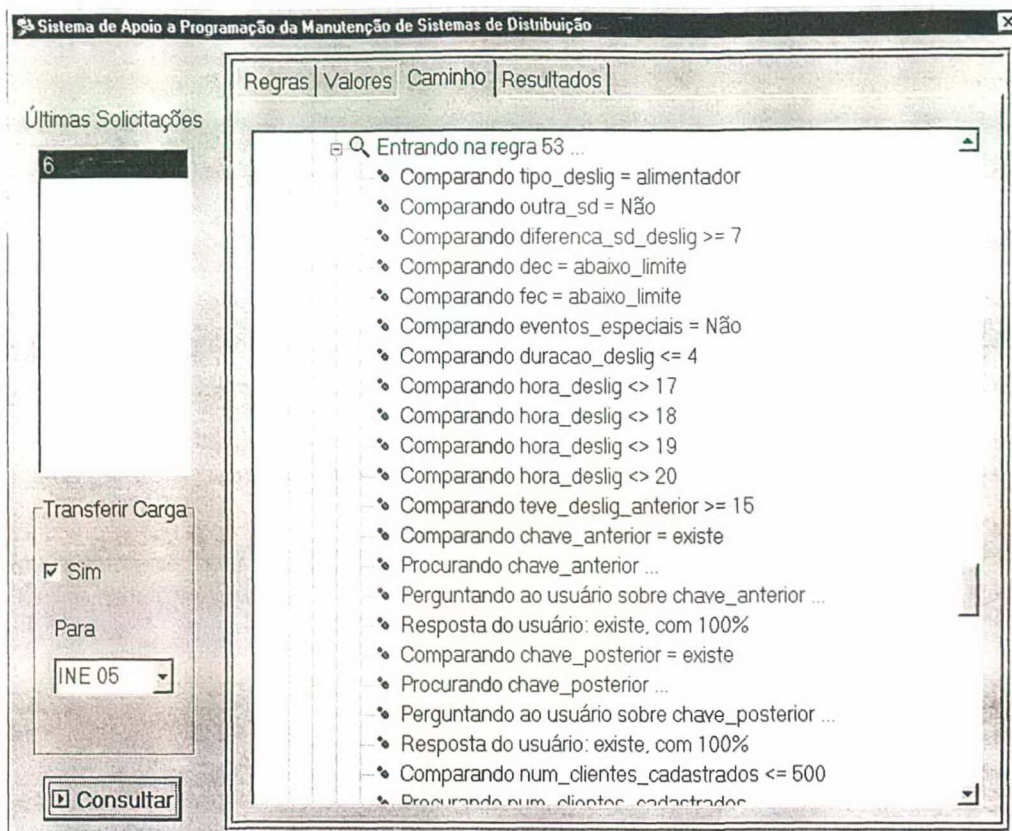 Sistema de Apoio a Programação da Manutenção de Sistemas de Distribuição
Últimas Solicitações
6
Transferir Carga
Sim
Para
INE 05
Consultar
Regras Valores Caminho Resultados
Entrando na regra 53 ...
Comparando tipo_deslig = alimentador
Comparando outra_sd = Não
Comparando diferenca_sd_deslig >= 7
Comparando dec = abaixo_limite
Comparando fec = abaixo_limite
Comparando eventos_especiais = Não
Comparando duracao_deslig <= 4
Comparando hora_deslig <> 17
Comparando hora_deslig <> 18
Comparando hora_deslig <> 19
Comparando hora_deslig <> 20
Comparando teve_deslig_anterior >= 15
Comparando chave_anterior = existe
Procurando chave_anterior ...
Perguntando ao usuário sobre chave_anterior ...
Resposta do usuário: existe, com 100%
Comparando chave_posterior = existe
Procurando chave_posterior ...
Perguntando ao usuário sobre chave_posterior ...
Resposta do usuário: existe, com 100%
Comparando num_clientes_cadastrados <= 500
Procurando num_clientes_cadastrados